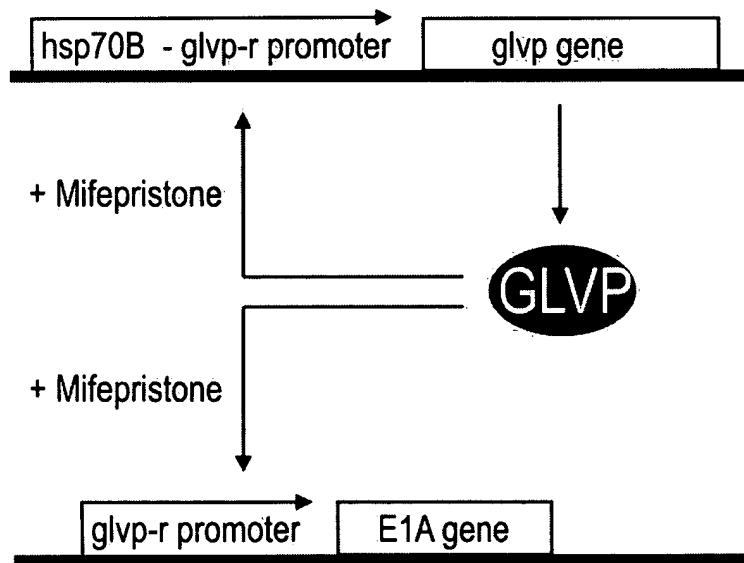 hsp70B - glvp-r promoter
glvp gene
+ Mifepristone
GLVP
+ Mifepristone
glvp-r promoter
E1A gene